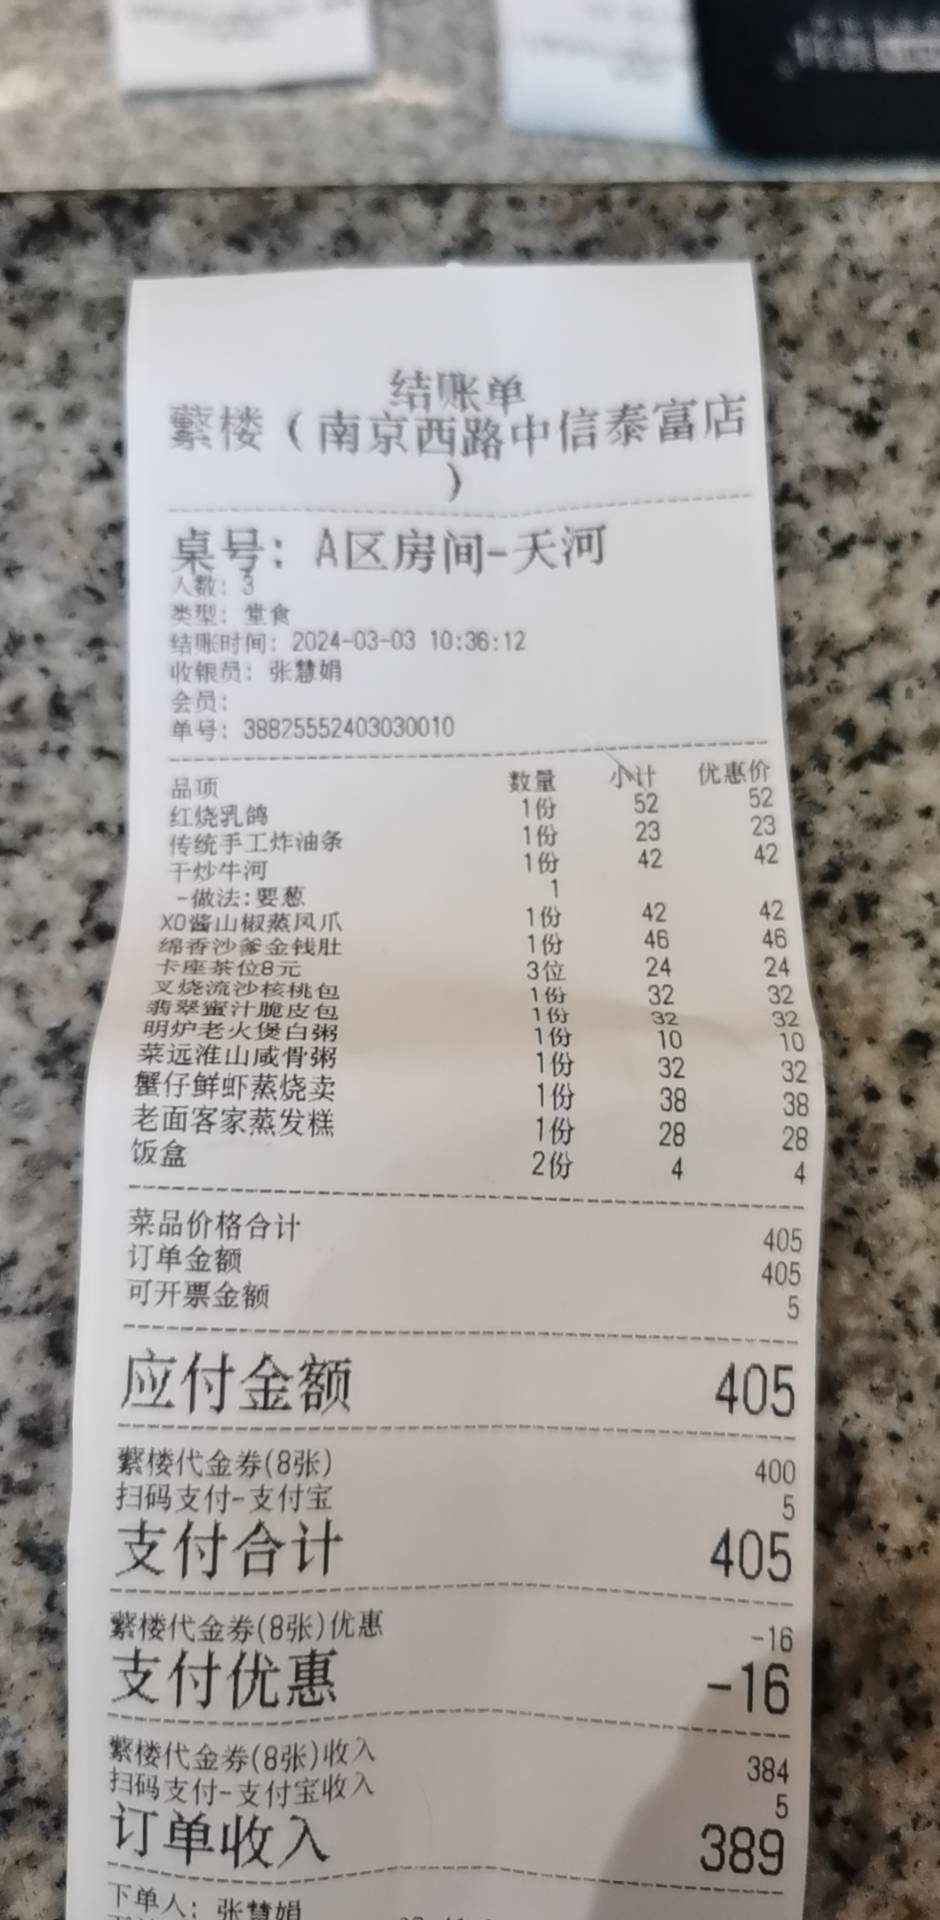 结账单
蘩楼（南京西路中信泰富店
）
桌号: A区房间-天河
人数: 3
类型: 堂食
结账时间: 2024-03-03 10:36:12
收银员: 张慧娟
会员:
单号: 38825552403030010
品项 数量 小计 优惠价
红烧乳鸽 1份 52 52
传统手工炸油条 1份 23 23
干炒牛河 1份 42 42
-做法:要葱 1
XO酱山椒蒸凤爪 1份 42 42
绵香沙爹金钱肚 1份 46 46
卡座茶位8元 3位 24 24
叉烧流沙核桃包 1份 32 32
翡翠蜜汁脆皮包 1份 32 32
明炉老火煲白粥 1份 10 10
菜远淮山咸骨粥 1份 32 32
蟹仔鲜虾蒸烧卖 1份 38 38
老面客家蒸发糕 1份 28 28
饭盒 2份 4 4
菜品价格合计 405
订单金额 405
可开票金额 5
应付金额 405
蘩楼代金券(8张) 400
扫码支付-支付宝 5
支付合计 405
蘩楼代金券(8张)优惠 -16
支付优惠 -16
蘩楼代金券(8张)收入 384
扫码支付-支付宝收入 5
订单收入 389
下单人: 张慧娟